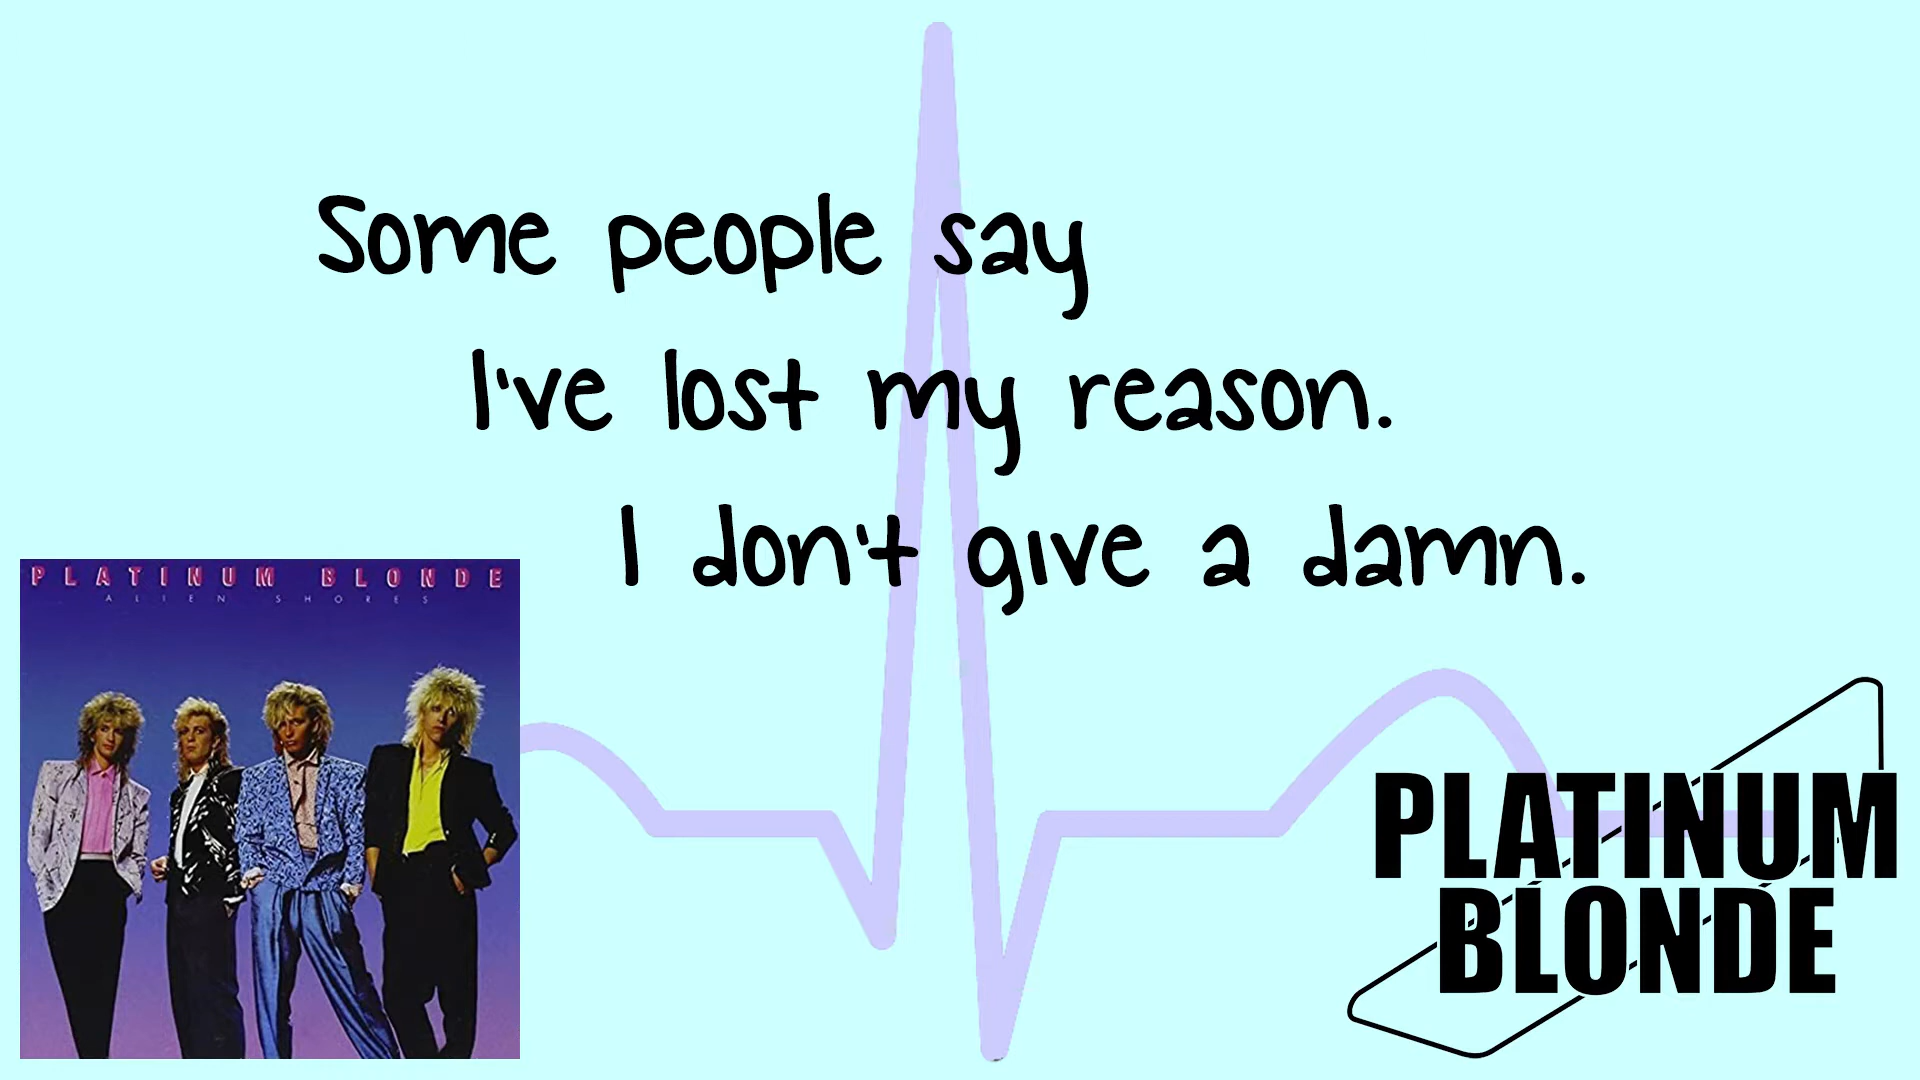 Some people say
I've lost my reason.
I don't give a damn.
PLATINUM BLONDE
ALIEN SHORES
PLATINUM
BLONDE